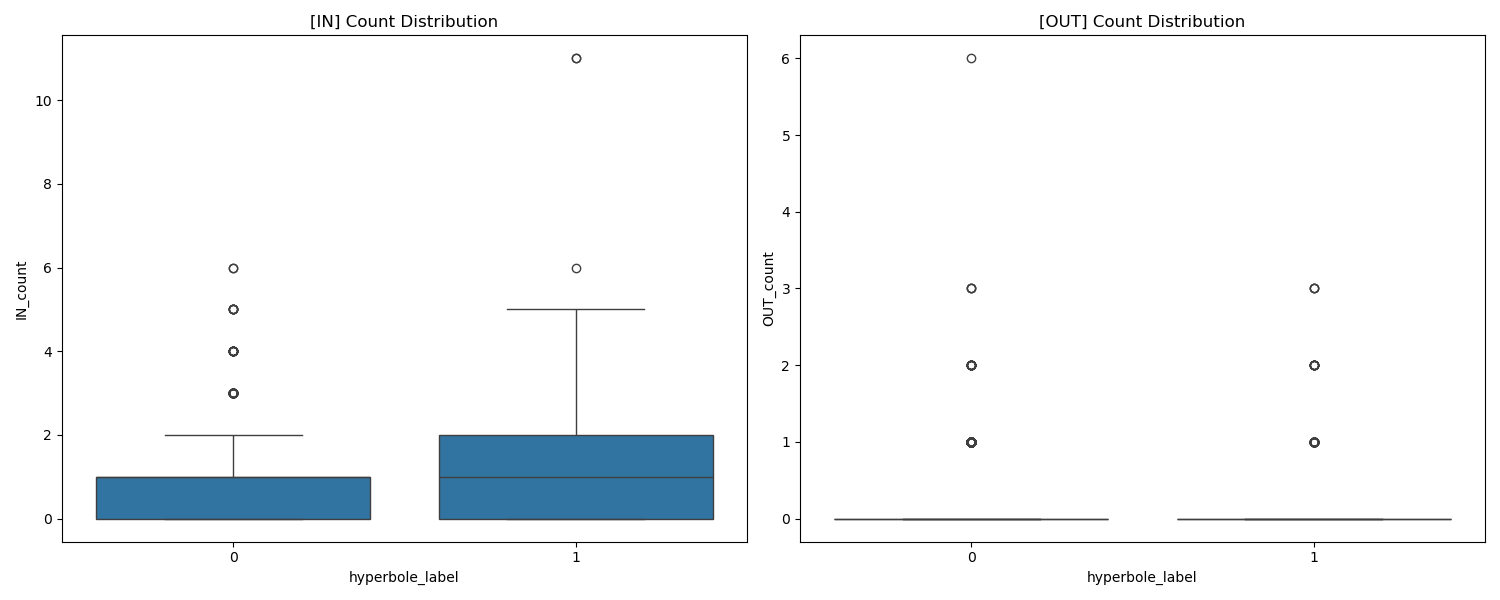 [IN] Count Distribution
IN_count
10
8
6
4
2
0
0 1
hyperbole_label
[OUT] Count Distribution
OUT_count
6
5
4
3
2
1
0
0 1
hyperbole_label